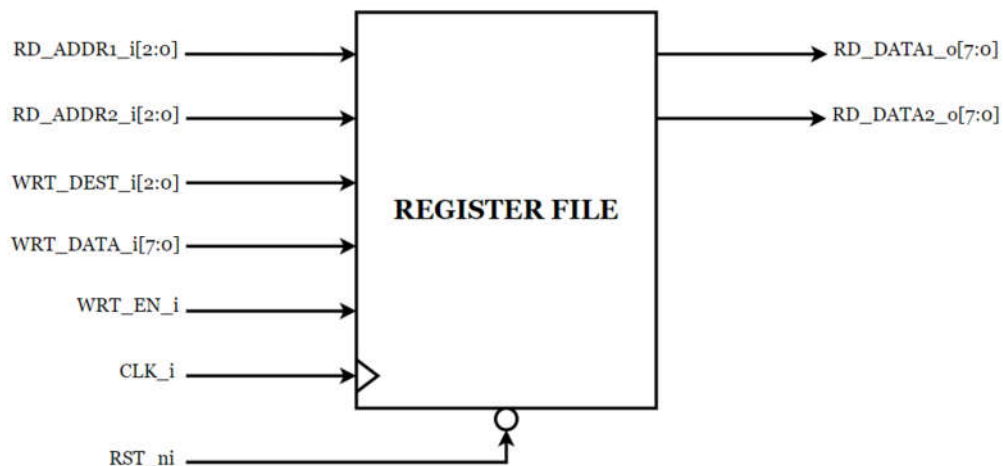 RD_ADDR1_i[2:0]
RD_DATA1_o[7:0]
RD_ADDR2_i[2:0]
RD_DATA2_o[7:0]
WRT_DEST_i[2:0]
REGISTER FILE
WRT_DATA_i[7:0]
WRT_EN_i
CLK_i
RST_ni